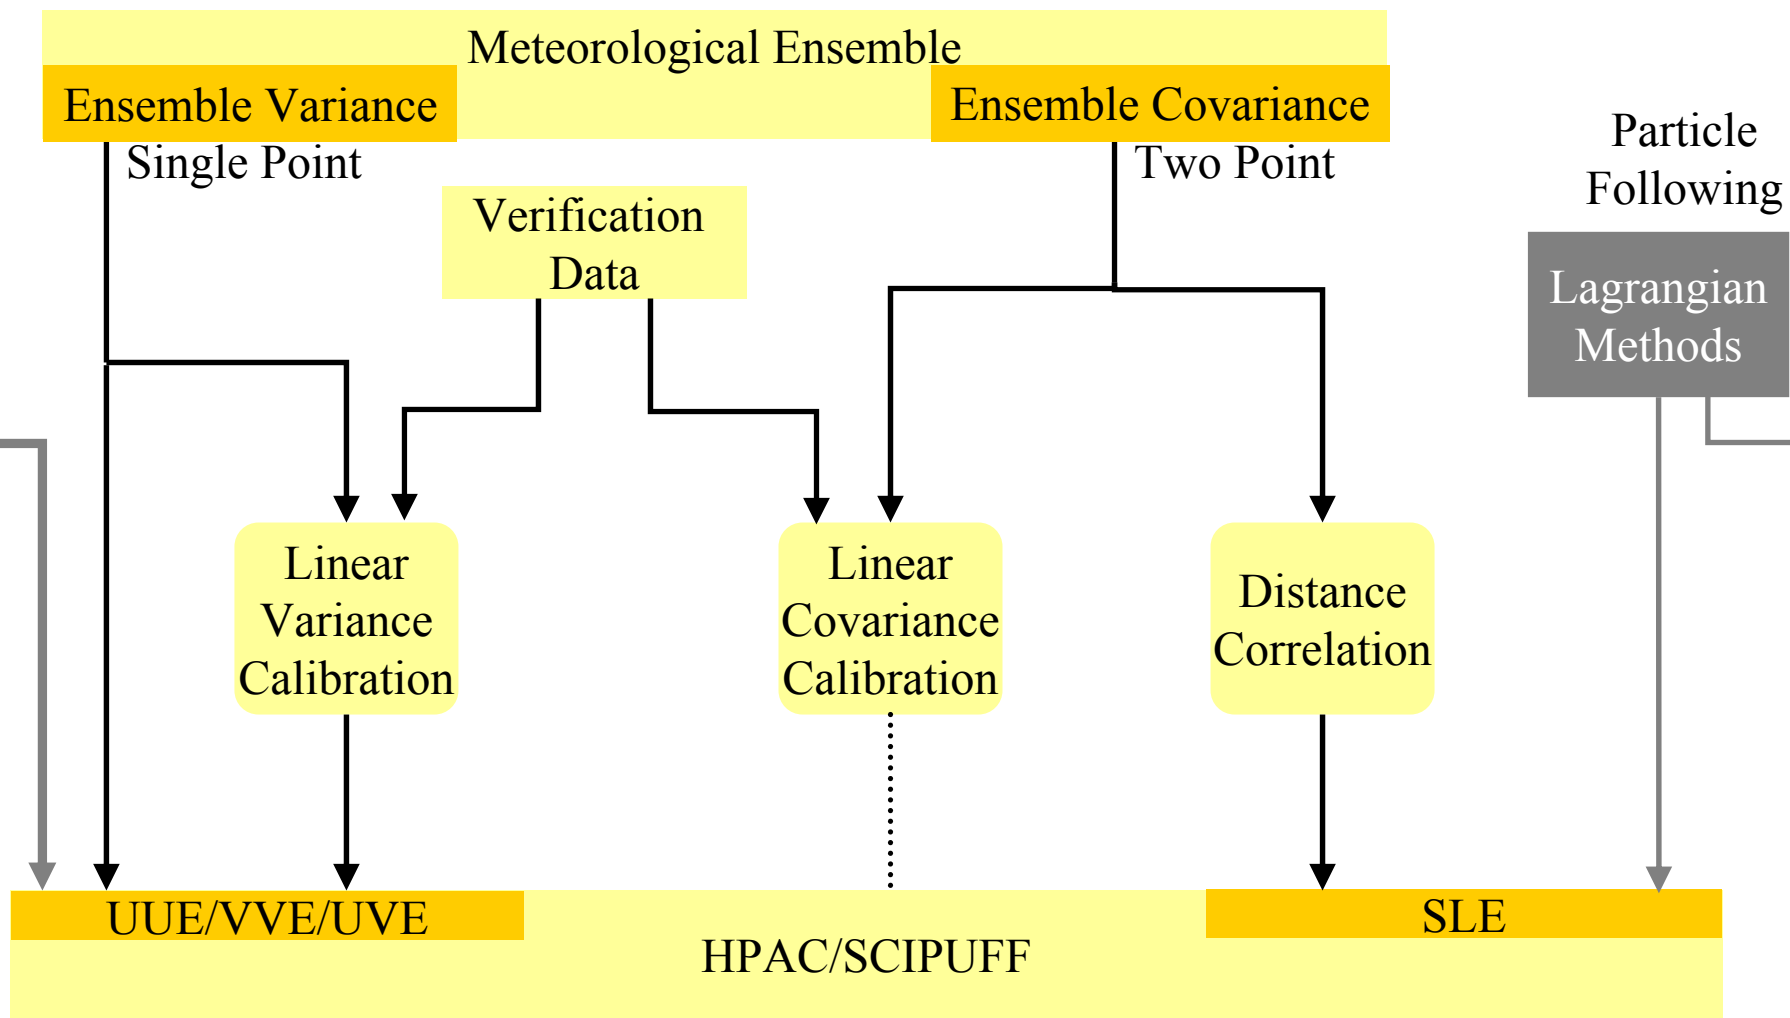 Meteorological Ensemble
Ensemble Variance
Ensemble Covariance
Single Point
Two Point
Particle
Following
Verification
Data
Lagrangian
Methods
Linear
Variance
Calibration
Linear
Covariance
Calibration
Distance
Correlation
UUE/VVE/UVE
SLE
HPAC/SCIPUFF